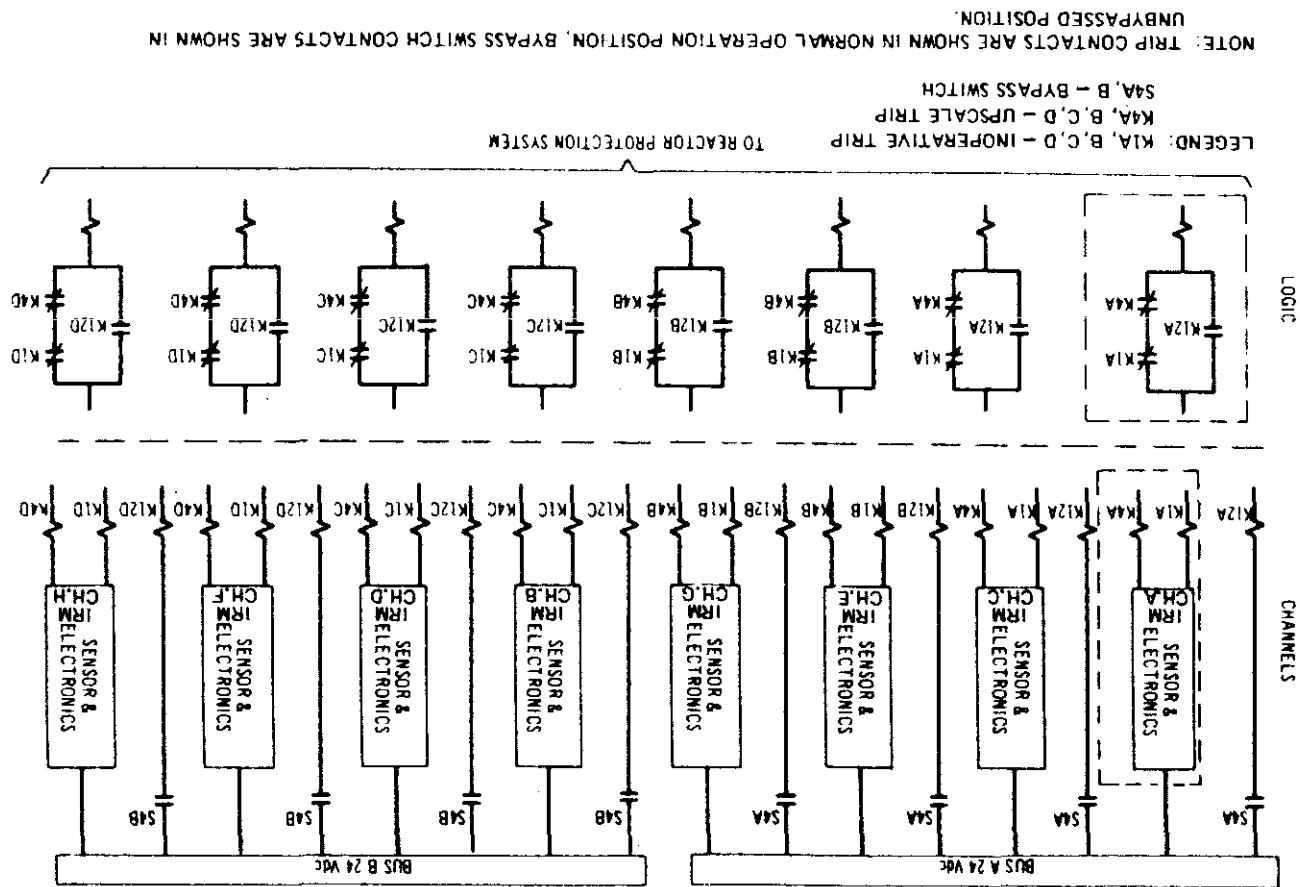 BUS A 24 Vdc BUS B 24 Vdc
S4A S4A S4A S4A S4B S4B S4B S4B
CHANNELS
SENSOR &
ELECTRONICS
IRM
CH.A
SENSOR &
ELECTRONICS
IRM
CH.C
SENSOR &
ELECTRONICS
IRM
CH.E
SENSOR &
ELECTRONICS
IRM
CH.G
SENSOR &
ELECTRONICS
IRM
CH.B
SENSOR &
ELECTRONICS
IRM
CH.D
SENSOR &
ELECTRONICS
IRM
CH.F
SENSOR &
ELECTRONICS
IRM
CH.H
K12A K1A K4A K12A K1A K4A K12B K1B K4B K12B K1B K4B K12C K1C K4C K12C K1C K4C K12D K1D K4D K12D K1D K4D
LOGIC
K1A K1A K1B K1B K1C K1C K1D K1D
K12A K12A K12B K12B K12C K12C K12D K12D
K4A K4A K4B K4B K4C K4C K4D K4D
TO REACTOR PROTECTION SYSTEM
LEGEND: K1A, B, C, D – INOPERATIVE TRIP
K4A, B, C, D – UPSCALE TRIP
S4A, B – BYPASS SWITCH
NOTE: TRIP CONTACTS ARE SHOWN IN NORMAL OPERATION POSITION, BYPASS SWITCH CONTACTS ARE SHOWN IN
UNBYPASSED POSITION.